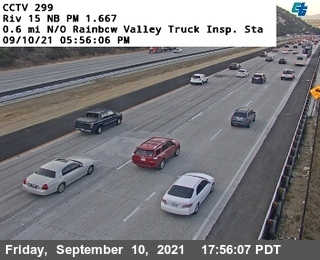 CCTV 299
Riv 15 NB PM 1.667
0.6 mi N/O Rainbcw Valley Truck Insp. Sta
09/10/21 05:56:06 PM
Friday, September 10, 2021 17:56:07 PDT